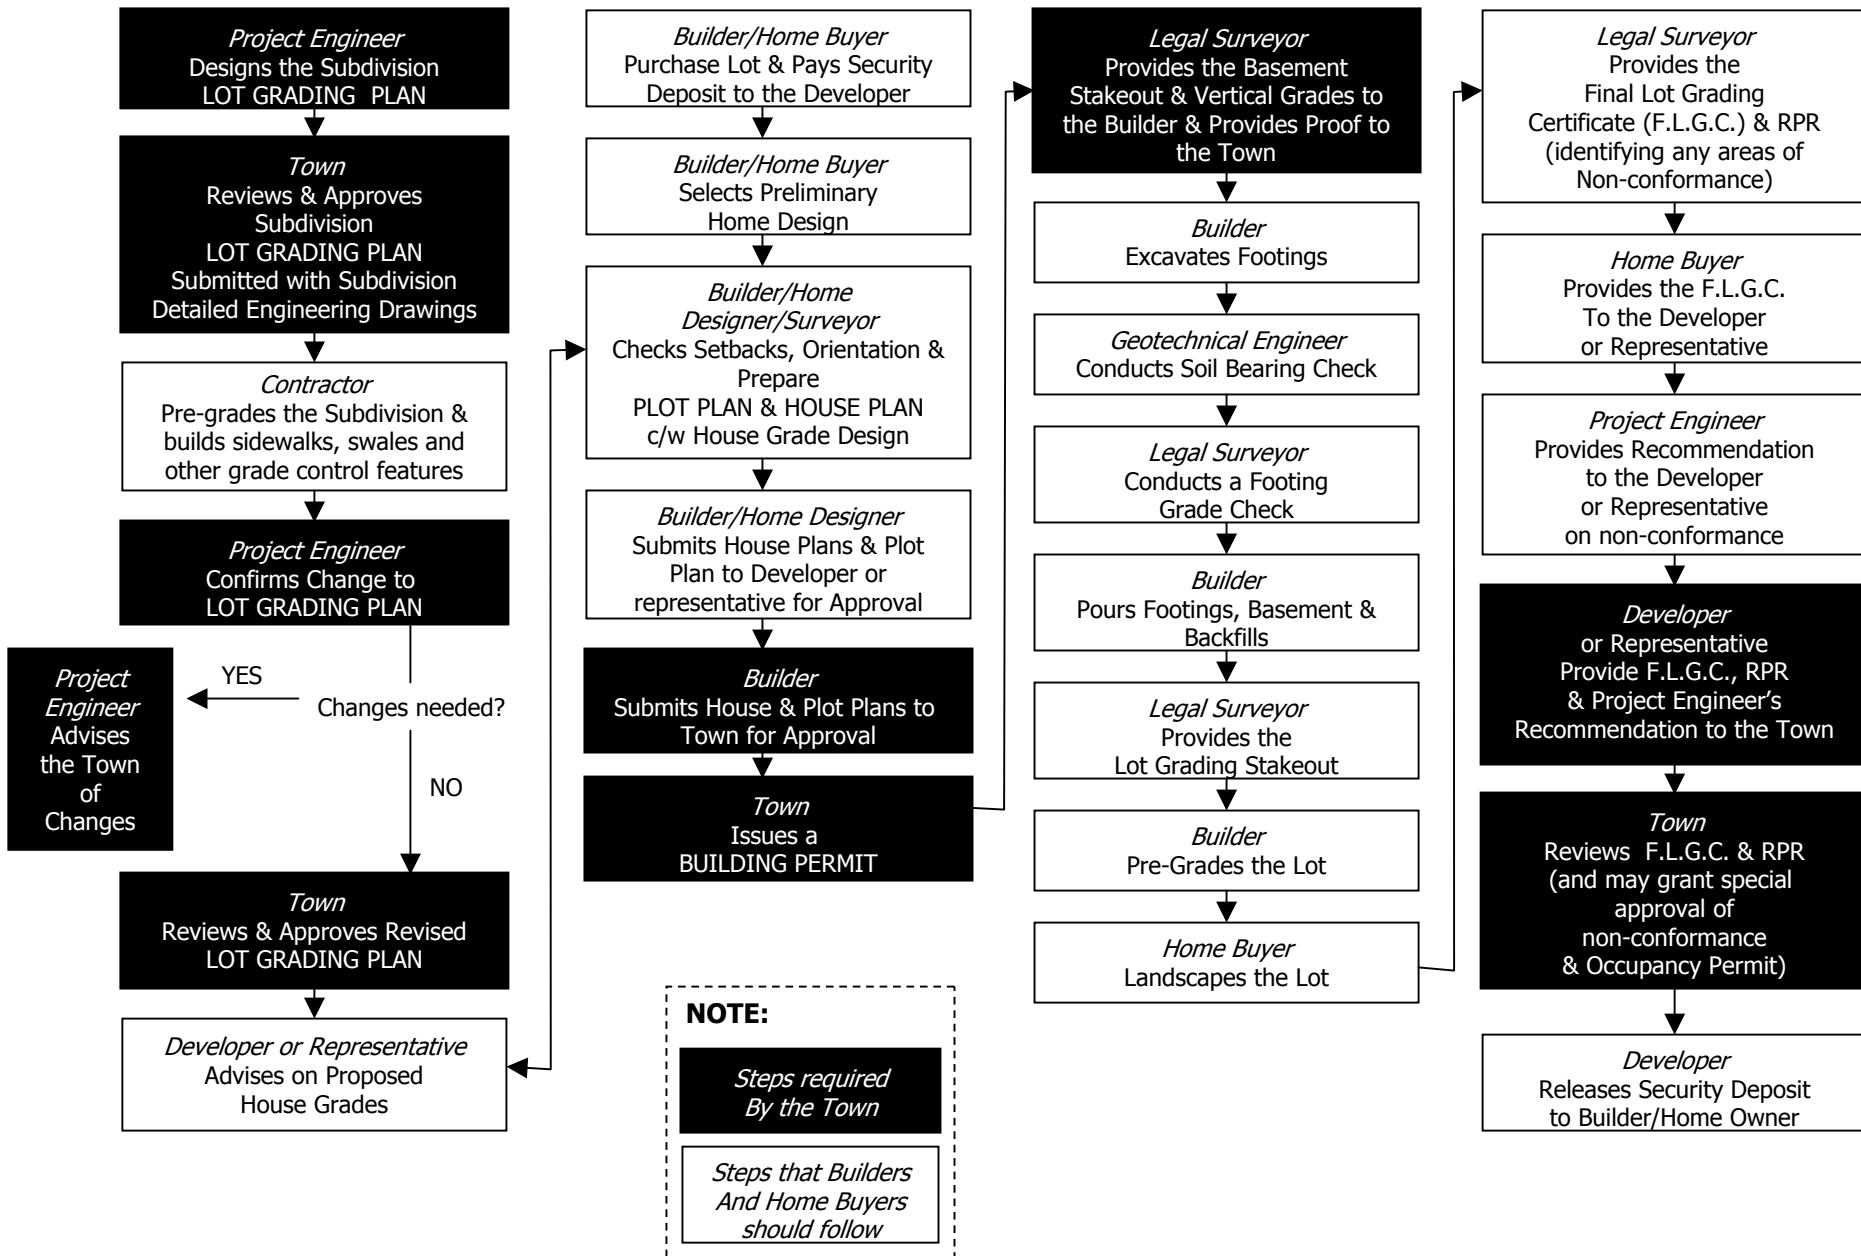 Project Engineer
Designs the Subdivision
LOT GRADING PLAN
Town
Reviews & Approves
Subdivision
LOT GRADING PLAN
Submitted with Subdivision
Detailed Engineering Drawings
Contractor
Pre-grades the Subdivision &
builds sidewalks, swales and
other grade control features
Project Engineer
Confirms Change to
LOT GRADING PLAN
YES
Changes needed?
NO
Project
Engineer
Advises
the Town
of
Changes
Town
Reviews & Approves Revised
LOT GRADING PLAN
Developer or Representative
Advises on Proposed
House Grades
Builder/Home Buyer
Purchase Lot & Pays Security
Deposit to the Developer
Builder/Home Buyer
Selects Preliminary
Home Design
Builder/Home
Designer/Surveyor
Checks Setbacks, Orientation &
Prepare
PLOT PLAN & HOUSE PLAN
c/w House Grade Design
Builder/Home Designer
Submits House Plans & Plot
Plan to Developer or
representative for Approval
Builder
Submits House & Plot Plans to
Town for Approval
Town
Issues a
BUILDING PERMIT
NOTE:
Steps required
By the Town
Steps that Builders
And Home Buyers
should follow
Legal Surveyor
Provides the Basement
Stakeout & Vertical Grades to
the Builder & Provides Proof to
the Town
Builder
Excavates Footings
Geotechnical Engineer
Conducts Soil Bearing Check
Legal Surveyor
Conducts a Footing
Grade Check
Builder
Pours Footings, Basement &
Backfills
Legal Surveyor
Provides the
Lot Grading Stakeout
Builder
Pre-Grades the Lot
Home Buyer
Landscapes the Lot
Legal Surveyor
Provides the
Final Lot Grading
Certificate (F.L.G.C.) & RPR
(identifying any areas of
Non-conformance)
Home Buyer
Provides the F.L.G.C.
To the Developer
or Representative
Project Engineer
Provides Recommendation
to the Developer
or Representative
on non-conformance
Developer
or Representative
Provide F.L.G.C., RPR
& Project Engineer's
Recommendation to the Town
Town
Reviews F.L.G.C. & RPR
(and may grant special
approval of
non-conformance
& Occupancy Permit)
Developer
Releases Security Deposit
to Builder/Home Owner